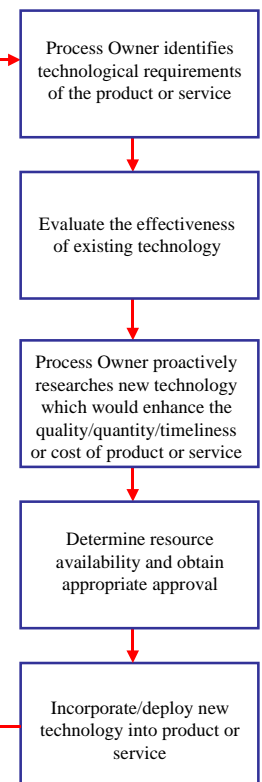 Process Owner identifies
technological requirements
of the product or service
Evaluate the effectiveness
of existing technology
Process Owner proactively
researches new technology
which would enhance the
quality/quantity/timeliness
or cost of product or service
Determine resource
availability and obtain
appropriate approval
Incorporate/deploy new
technology into product or
service